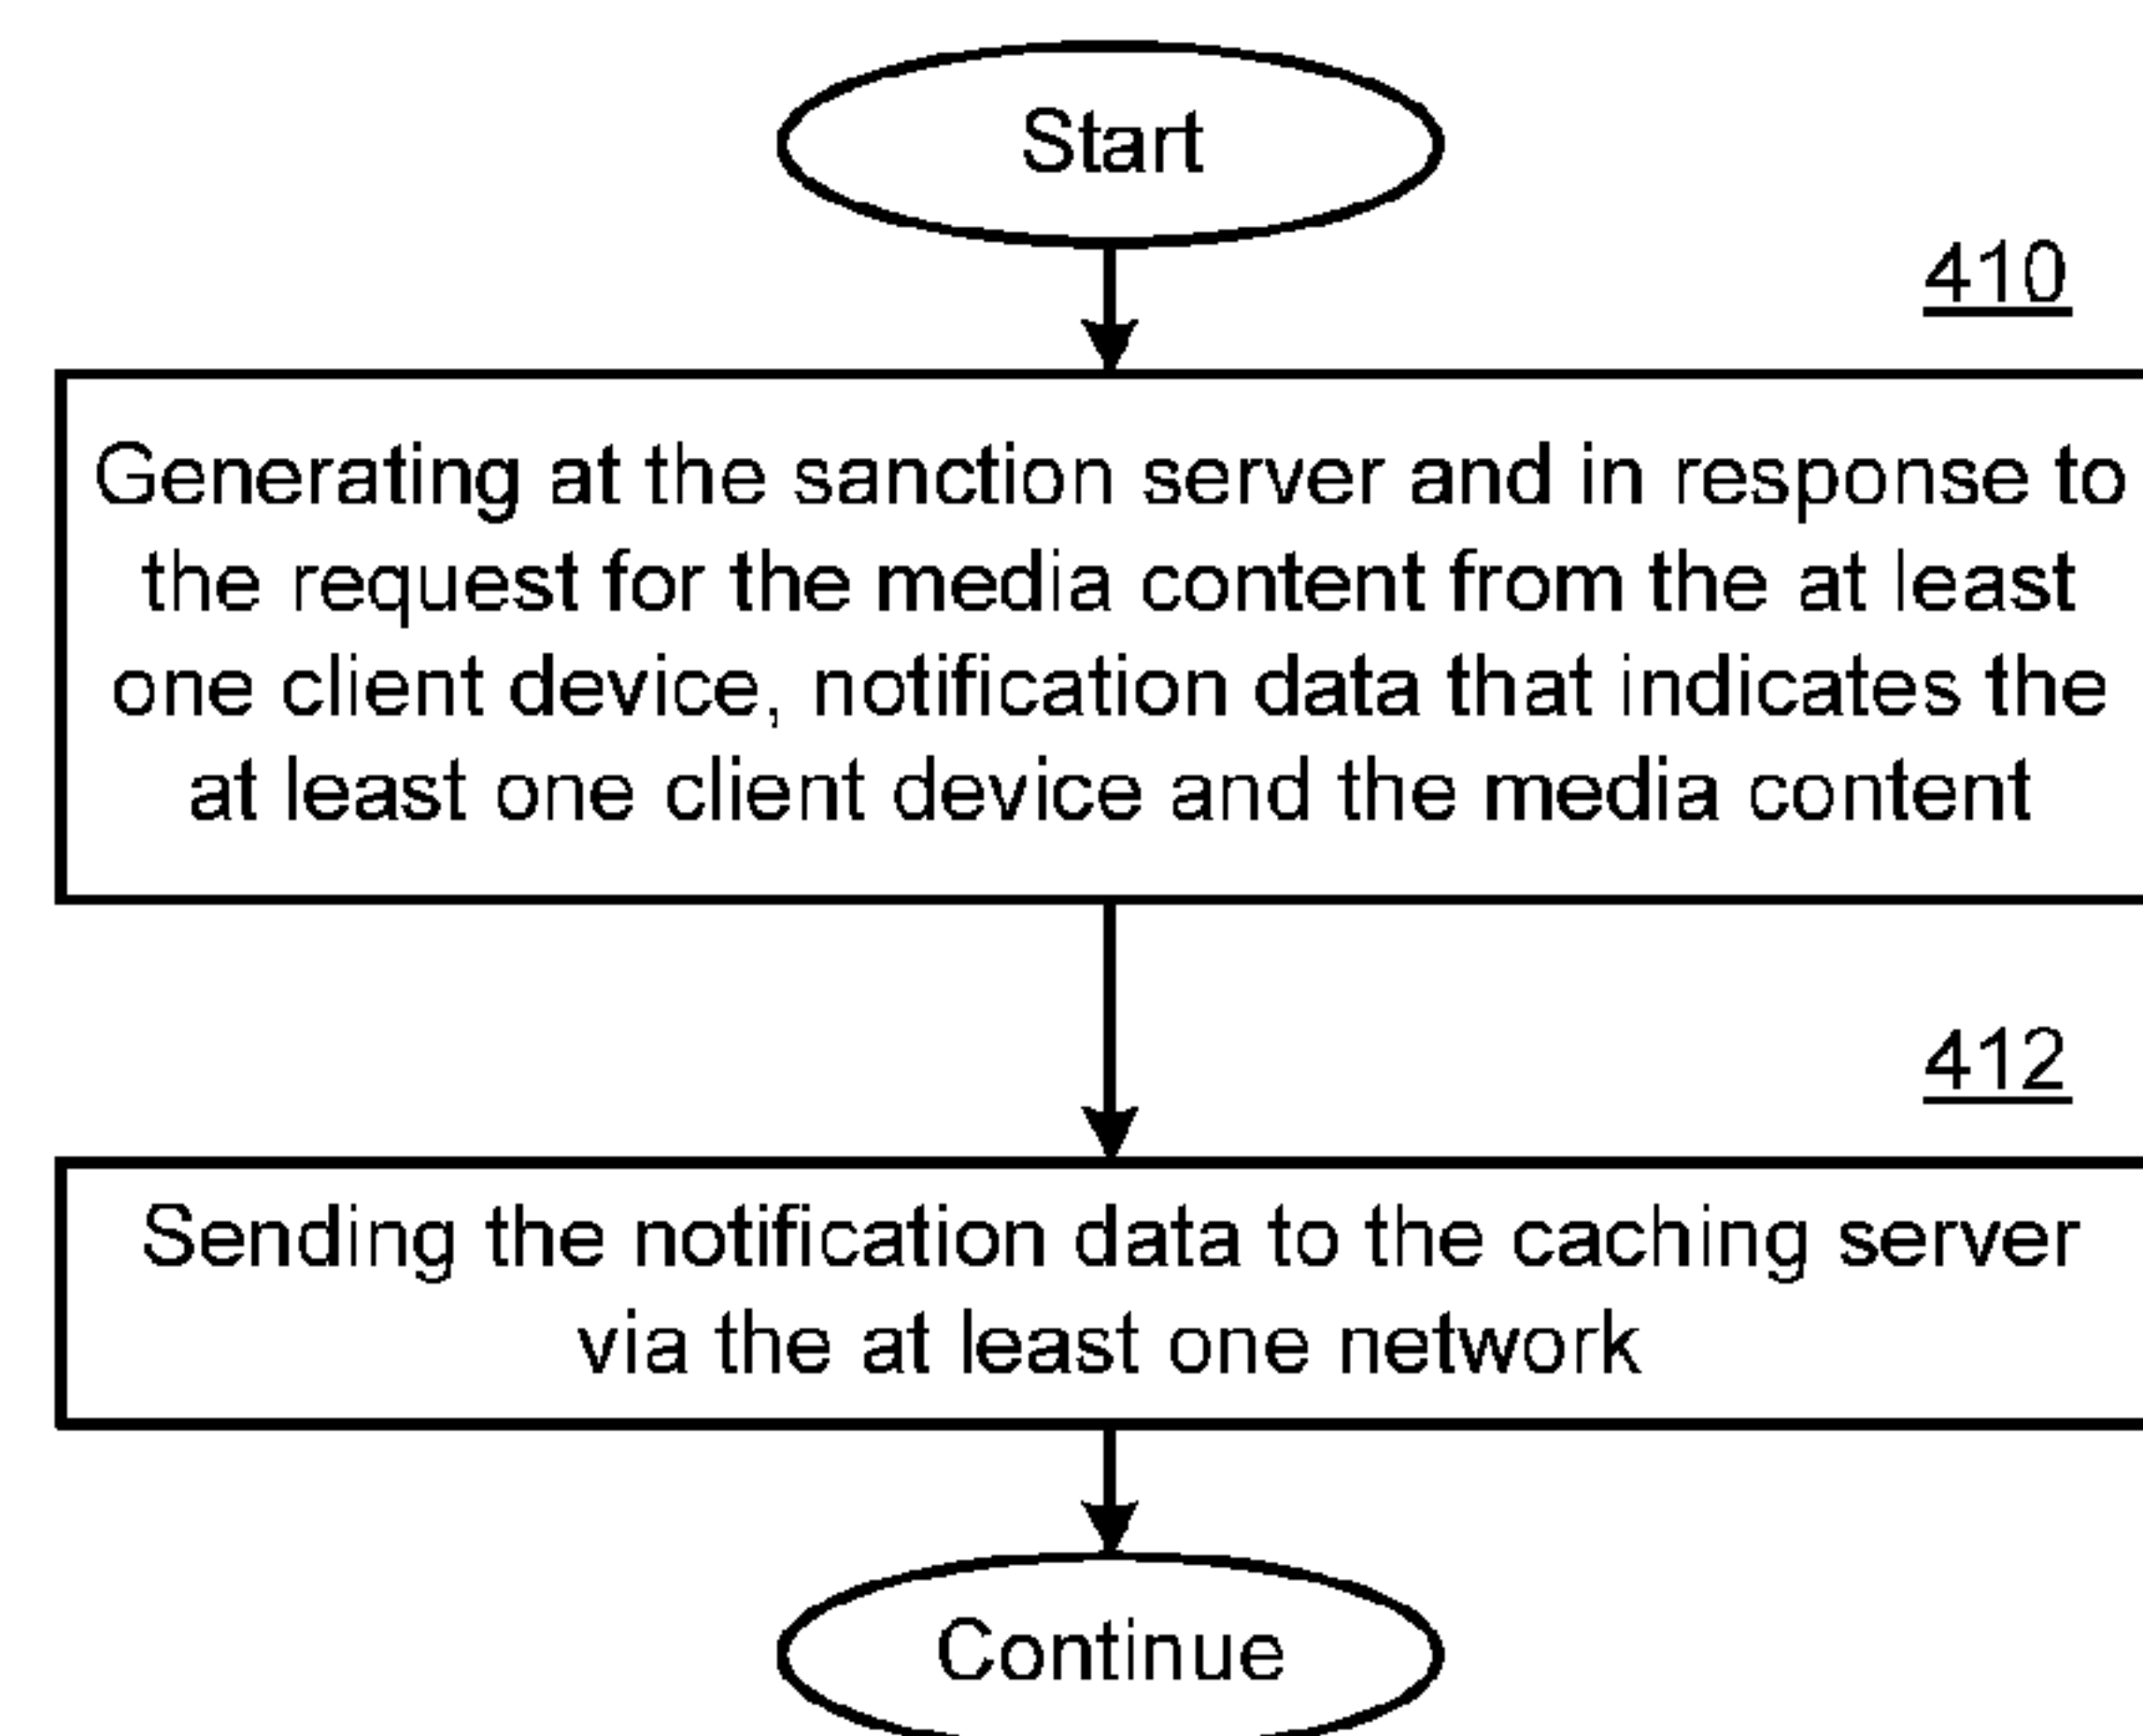 Start
410
Generating at the sanction server and in response to
the request for the media content from the at least
one client device, notification data that indicates the
at least one client device and the media content
412
Sending the notification data to the caching server
via the at least one network
Continue